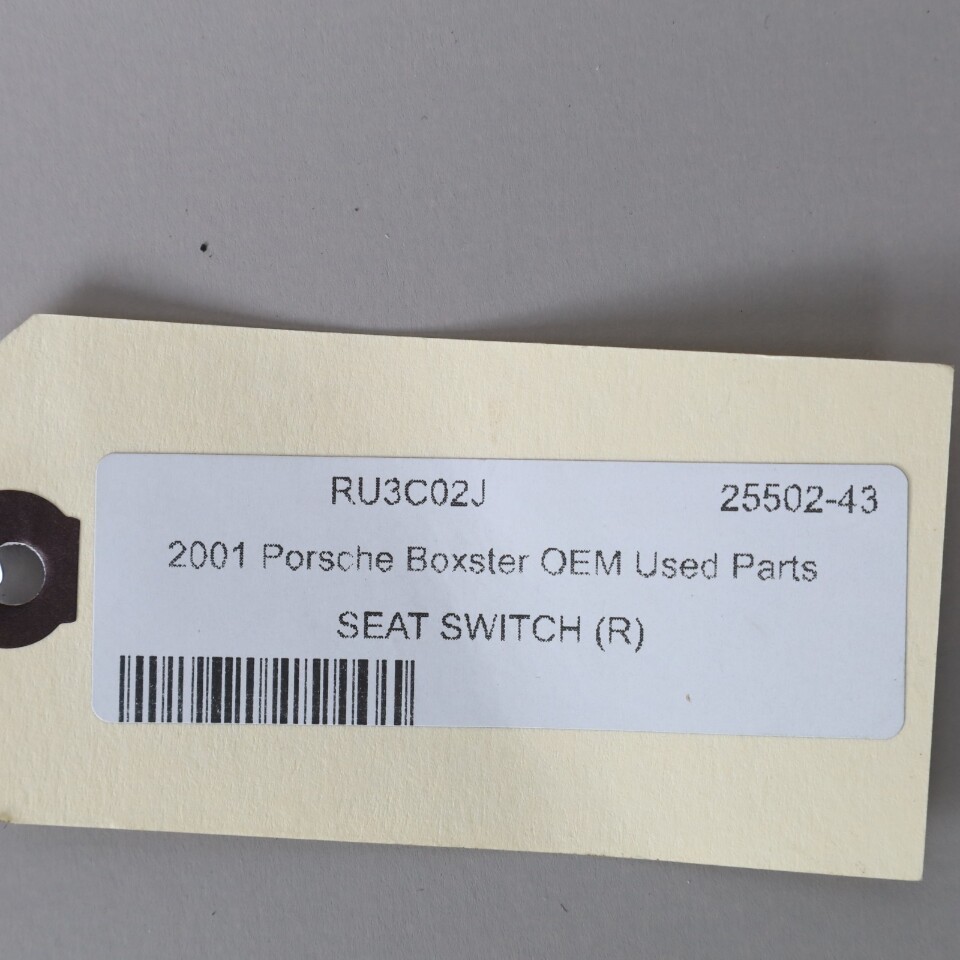 RU3C02J 25502-43
2001 Porsche Boxster OEM Used Parts
SEAT SWITCH (R)